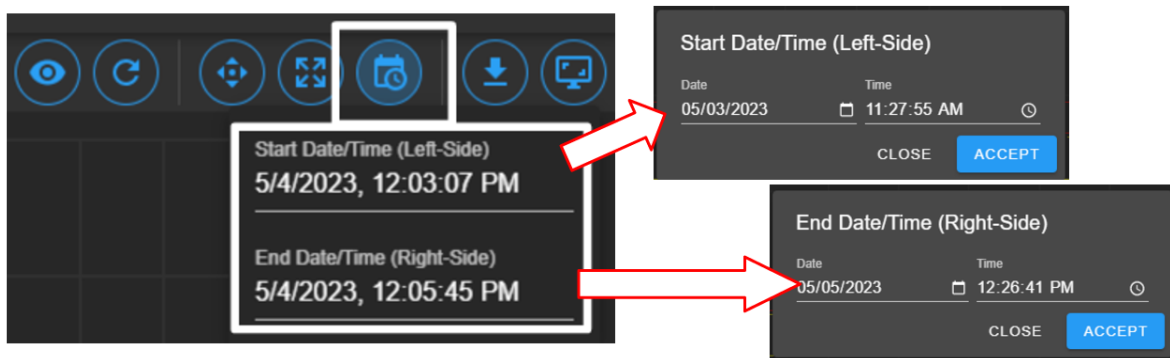 Start Date/Time (Left-Side)
5/4/2023, 12:03:07 PM
End Date/Time (Right-Side)
5/4/2023, 12:05:45 PM
Start Date/Time (Left-Side)
Date Time
05/03/2023 11:27:55 AM
CLOSE ACCEPT
End Date/Time (Right-Side)
Date Time
05/05/2023 12:26:41 PM
CLOSE ACCEPT